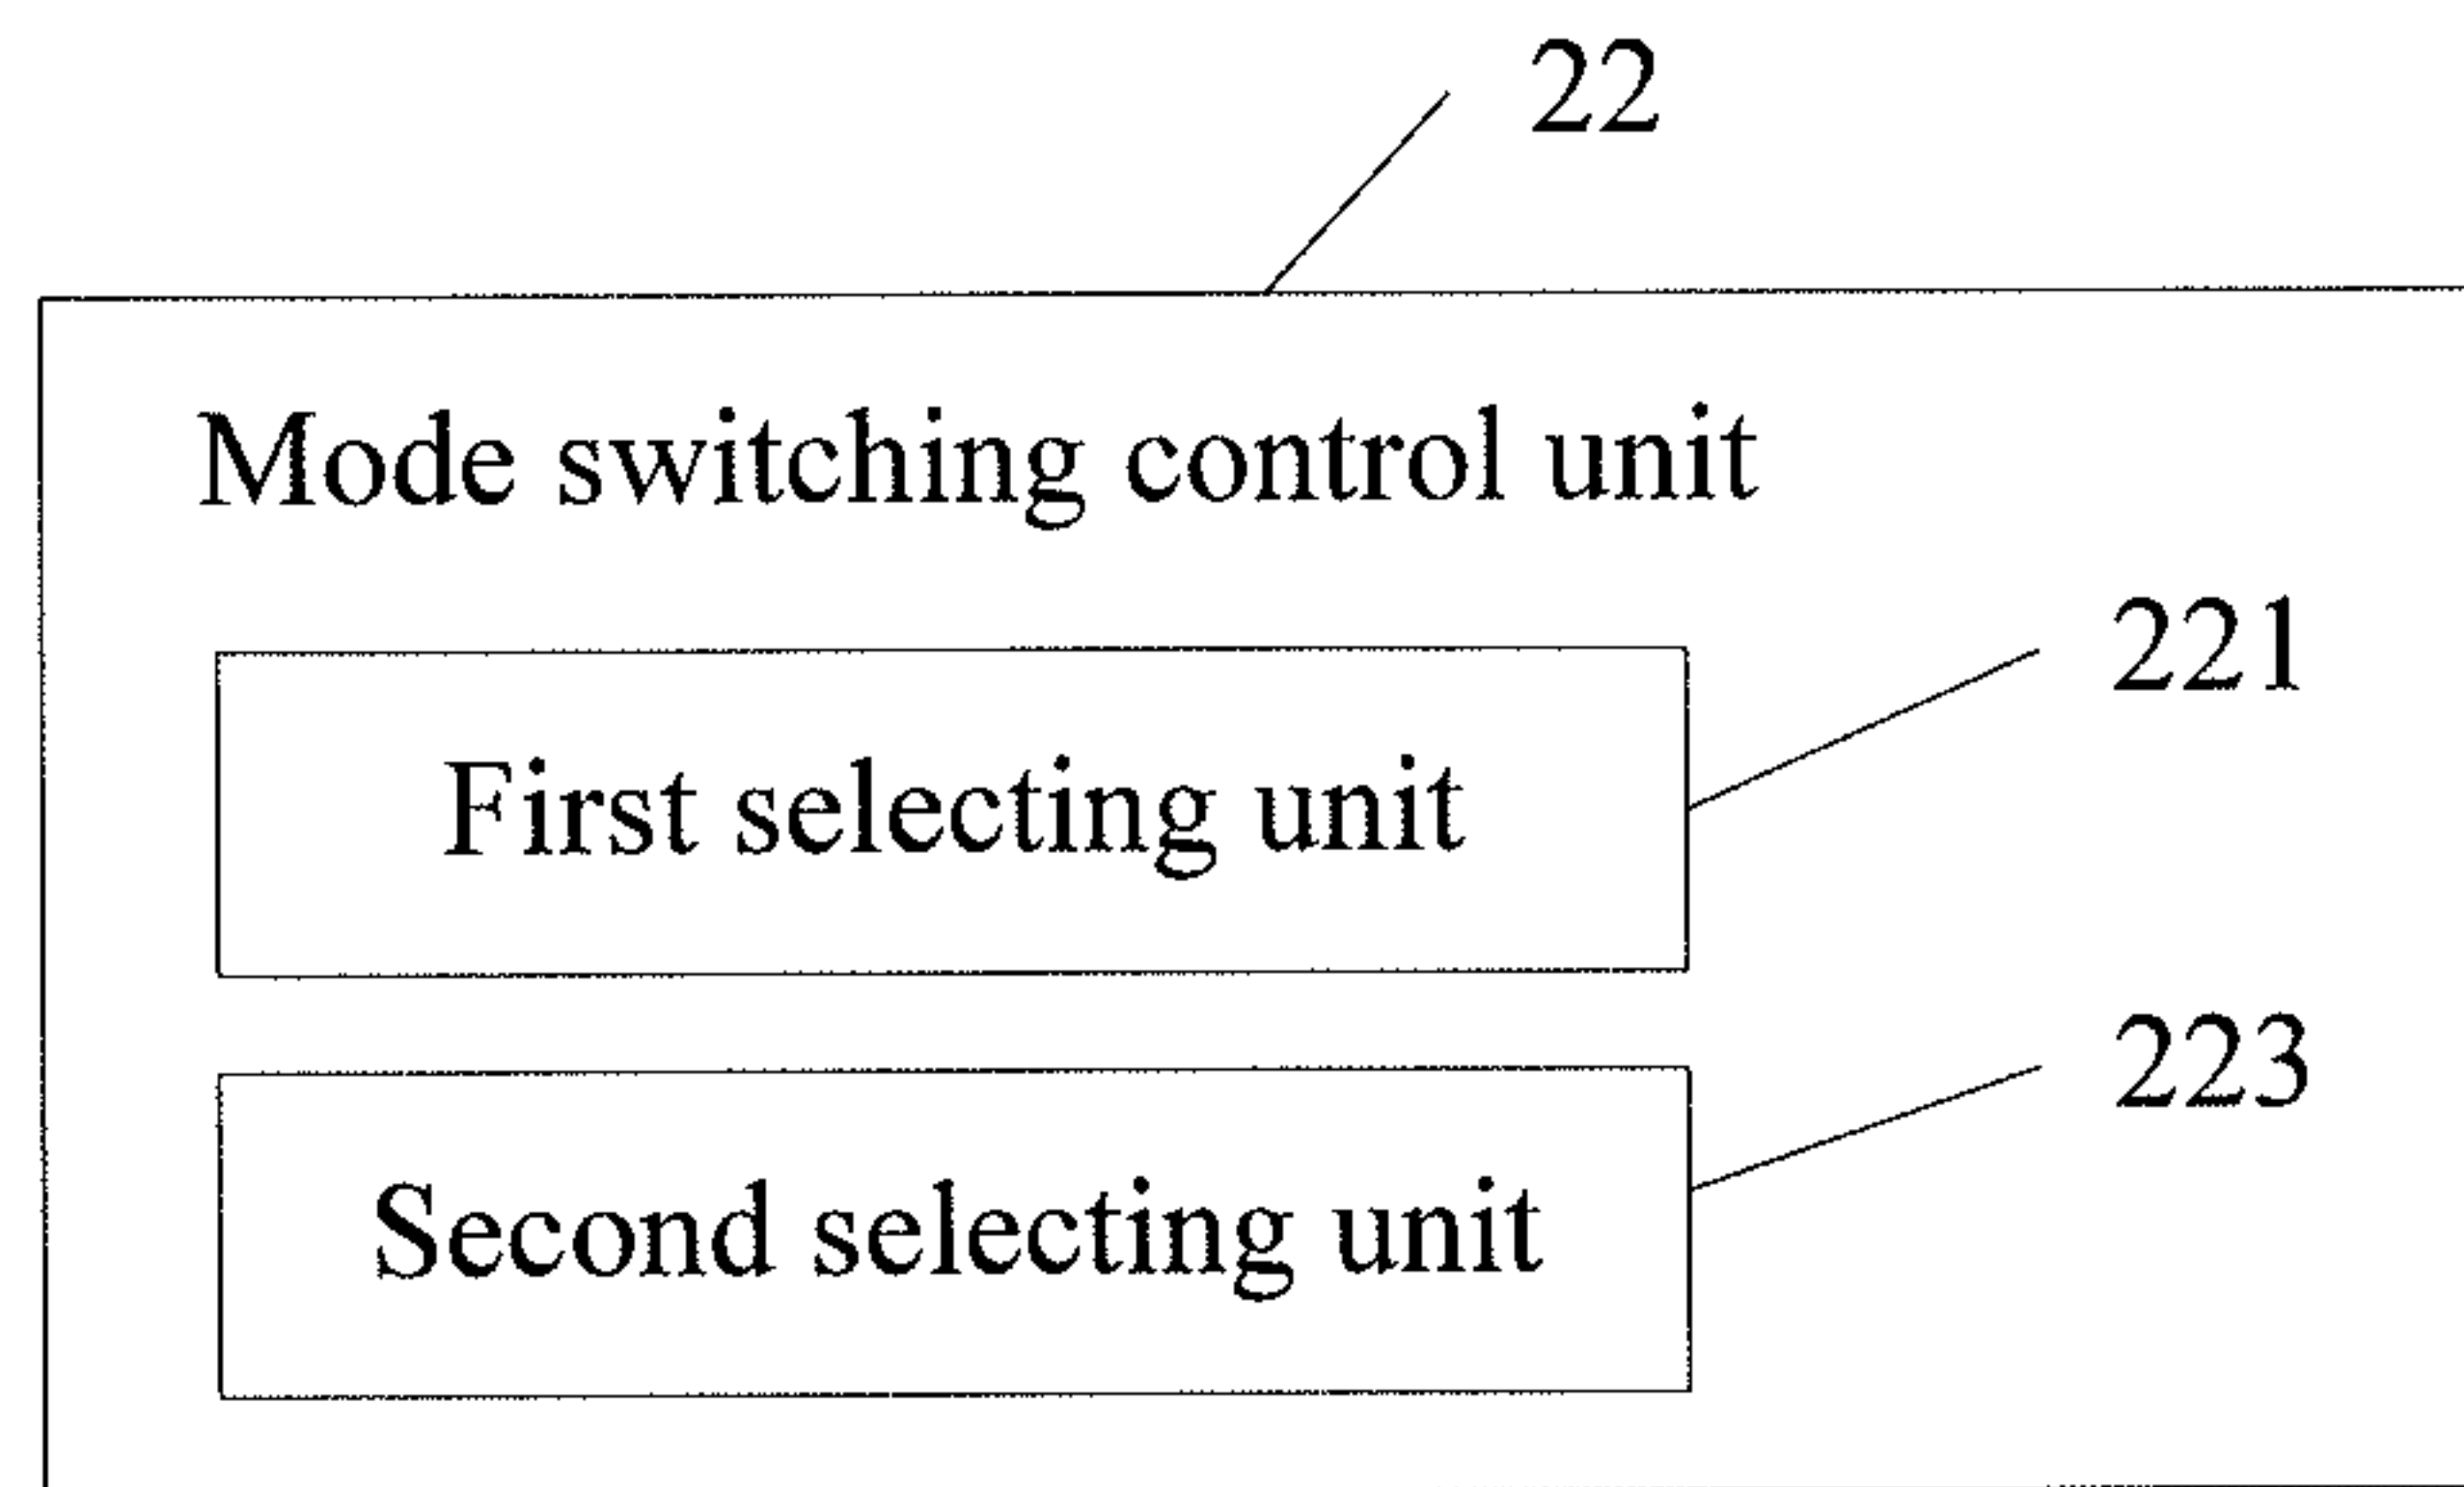 22
Mode switching control unit
221
First selecting unit
223
Second selecting unit